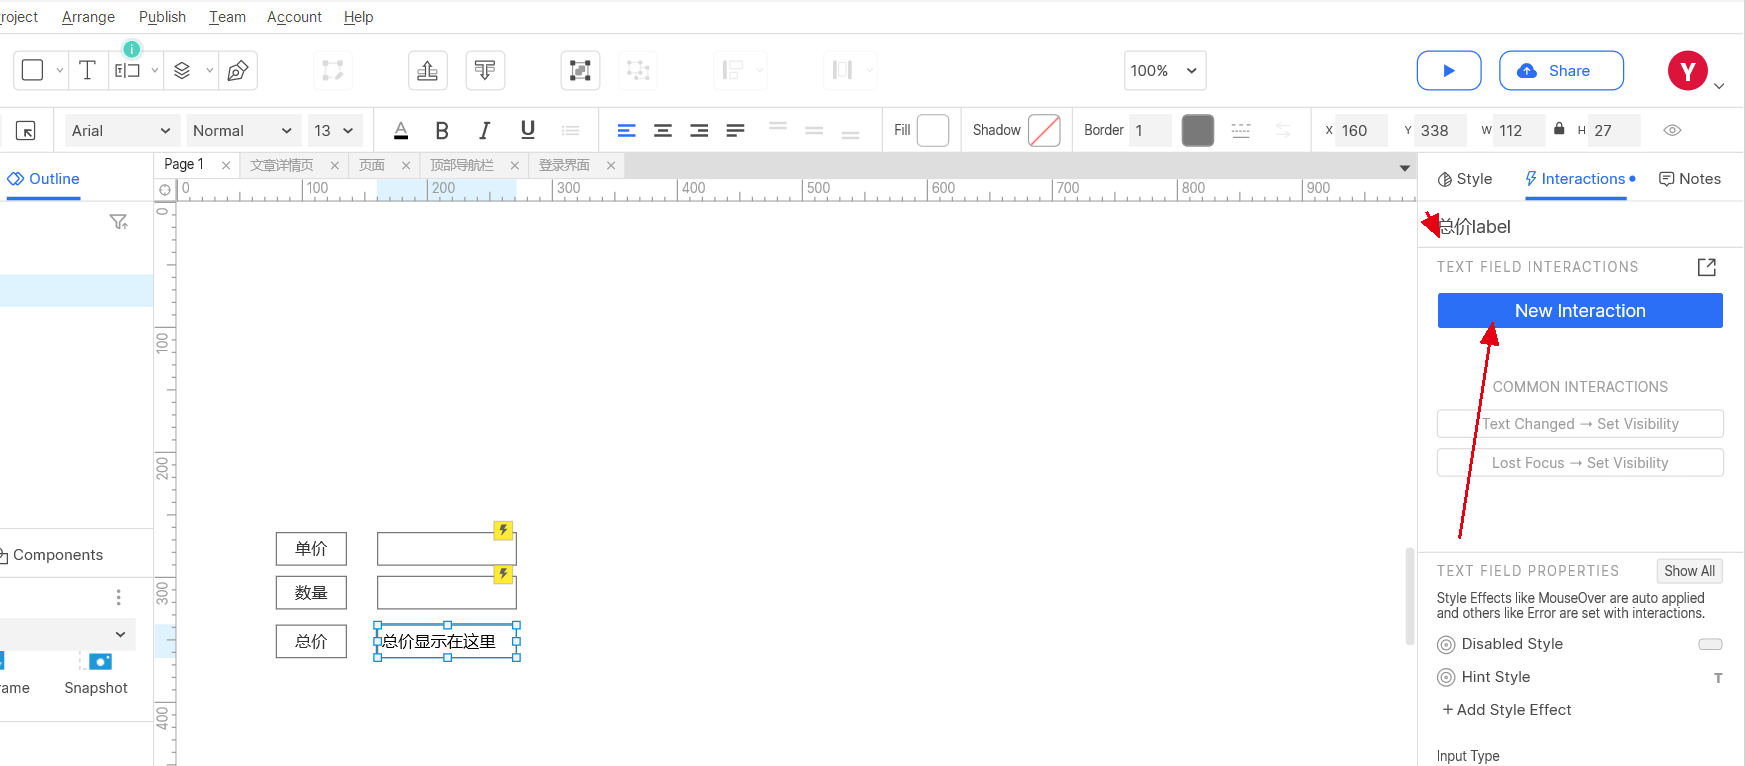 roject Arrange Publish Team Account Help
i
T 100% Share Y
Arial Normal 13 A B I U Fill Shadow Border 1 X 160 Y 338 W 112 H 27
Page 1 文章详情页 页面 顶部导航栏 登录界面
Outline
Style Interactions Notes
0 100 200 300 400 500 600 700 800 900
0
100
200
300
400
总价label
TEXT FIELD INTERACTIONS
New Interaction
COMMON INTERACTIONS
Text Changed → Set Visibility
Lost Focus → Set Visibility
Components
单价
数量
总价 总价显示在这里
ame Snapshot
TEXT FIELD PROPERTIES Show All
Style Effects like MouseOver are auto applied
and others like Error are set with interactions.
Disabled Style
Hint Style T
+ Add Style Effect
Input Type